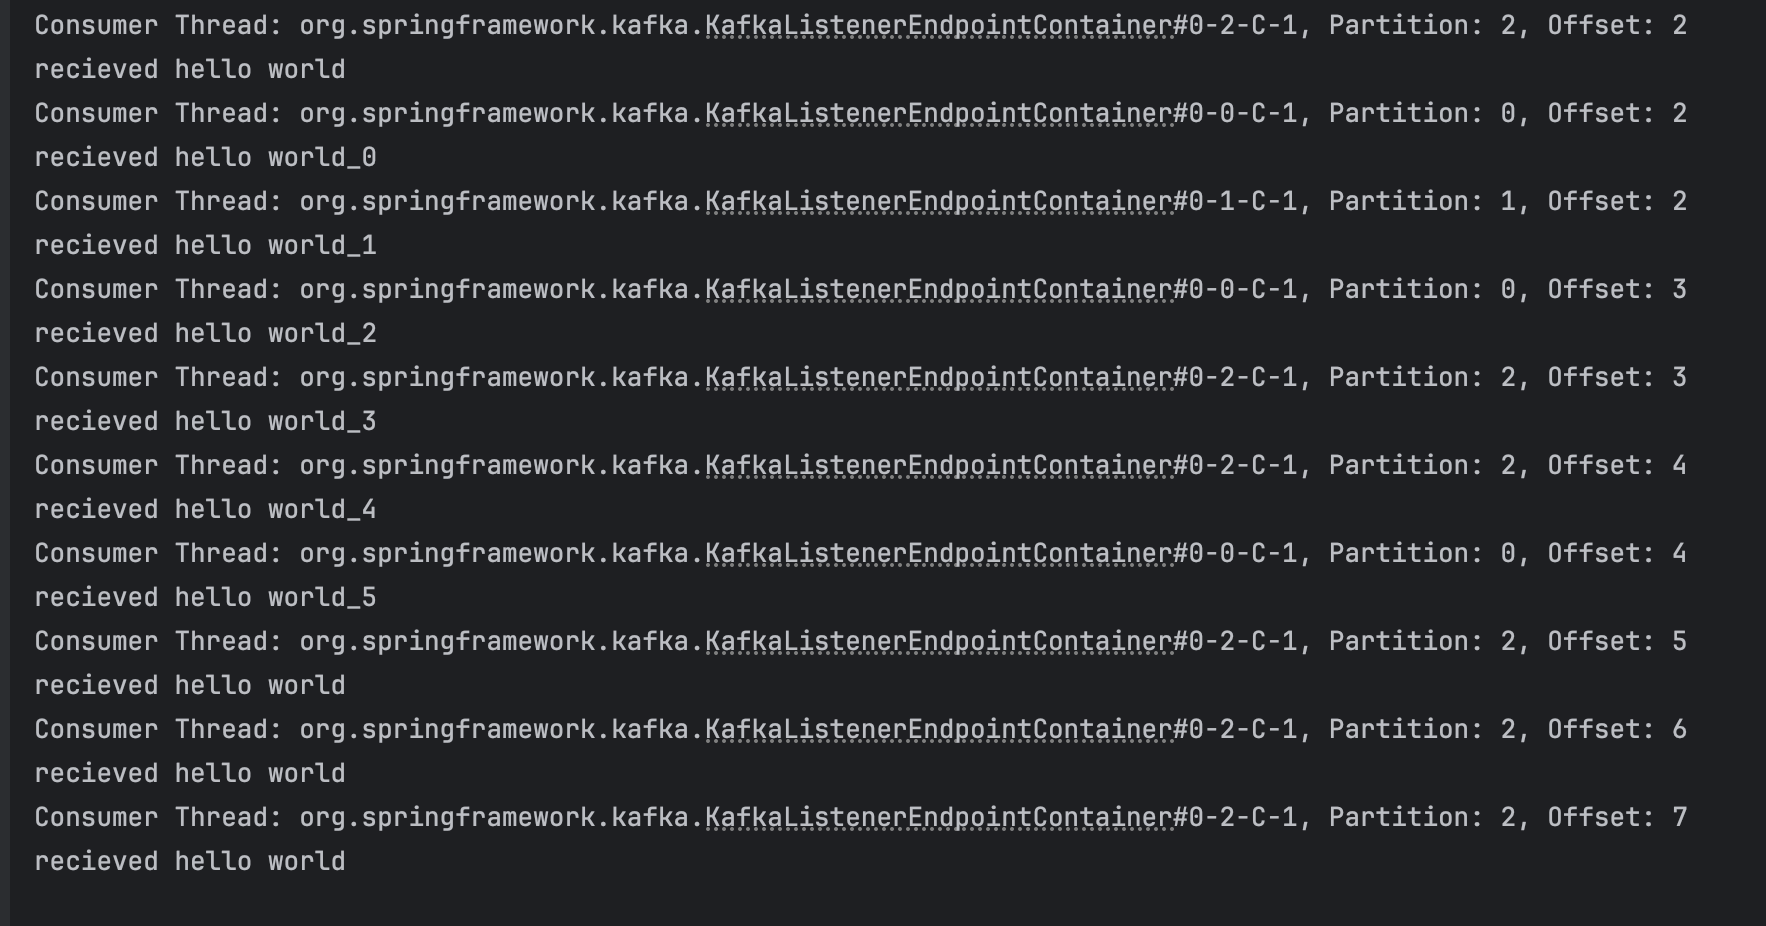 Consumer Thread: org.springframework.kafka.KafkaListenerEndpointContainer#0-2-C-1, Partition: 2, Offset: 2
recieved hello world
Consumer Thread: org.springframework.kafka.KafkaListenerEndpointContainer#0-0-C-1, Partition: 0, Offset: 2
recieved hello world_0
Consumer Thread: org.springframework.kafka.KafkaListenerEndpointContainer#0-1-C-1, Partition: 1, Offset: 2
recieved hello world_1
Consumer Thread: org.springframework.kafka.KafkaListenerEndpointContainer#0-0-C-1, Partition: 0, Offset: 3
recieved hello world_2
Consumer Thread: org.springframework.kafka.KafkaListenerEndpointContainer#0-2-C-1, Partition: 2, Offset: 3
recieved hello world_3
Consumer Thread: org.springframework.kafka.KafkaListenerEndpointContainer#0-2-C-1, Partition: 2, Offset: 4
recieved hello world_4
Consumer Thread: org.springframework.kafka.KafkaListenerEndpointContainer#0-0-C-1, Partition: 0, Offset: 4
recieved hello world_5
Consumer Thread: org.springframework.kafka.KafkaListenerEndpointContainer#0-2-C-1, Partition: 2, Offset: 5
recieved hello world
Consumer Thread: org.springframework.kafka.KafkaListenerEndpointContainer#0-2-C-1, Partition: 2, Offset: 6
recieved hello world
Consumer Thread: org.springframework.kafka.KafkaListenerEndpointContainer#0-2-C-1, Partition: 2, Offset: 7
recieved hello world